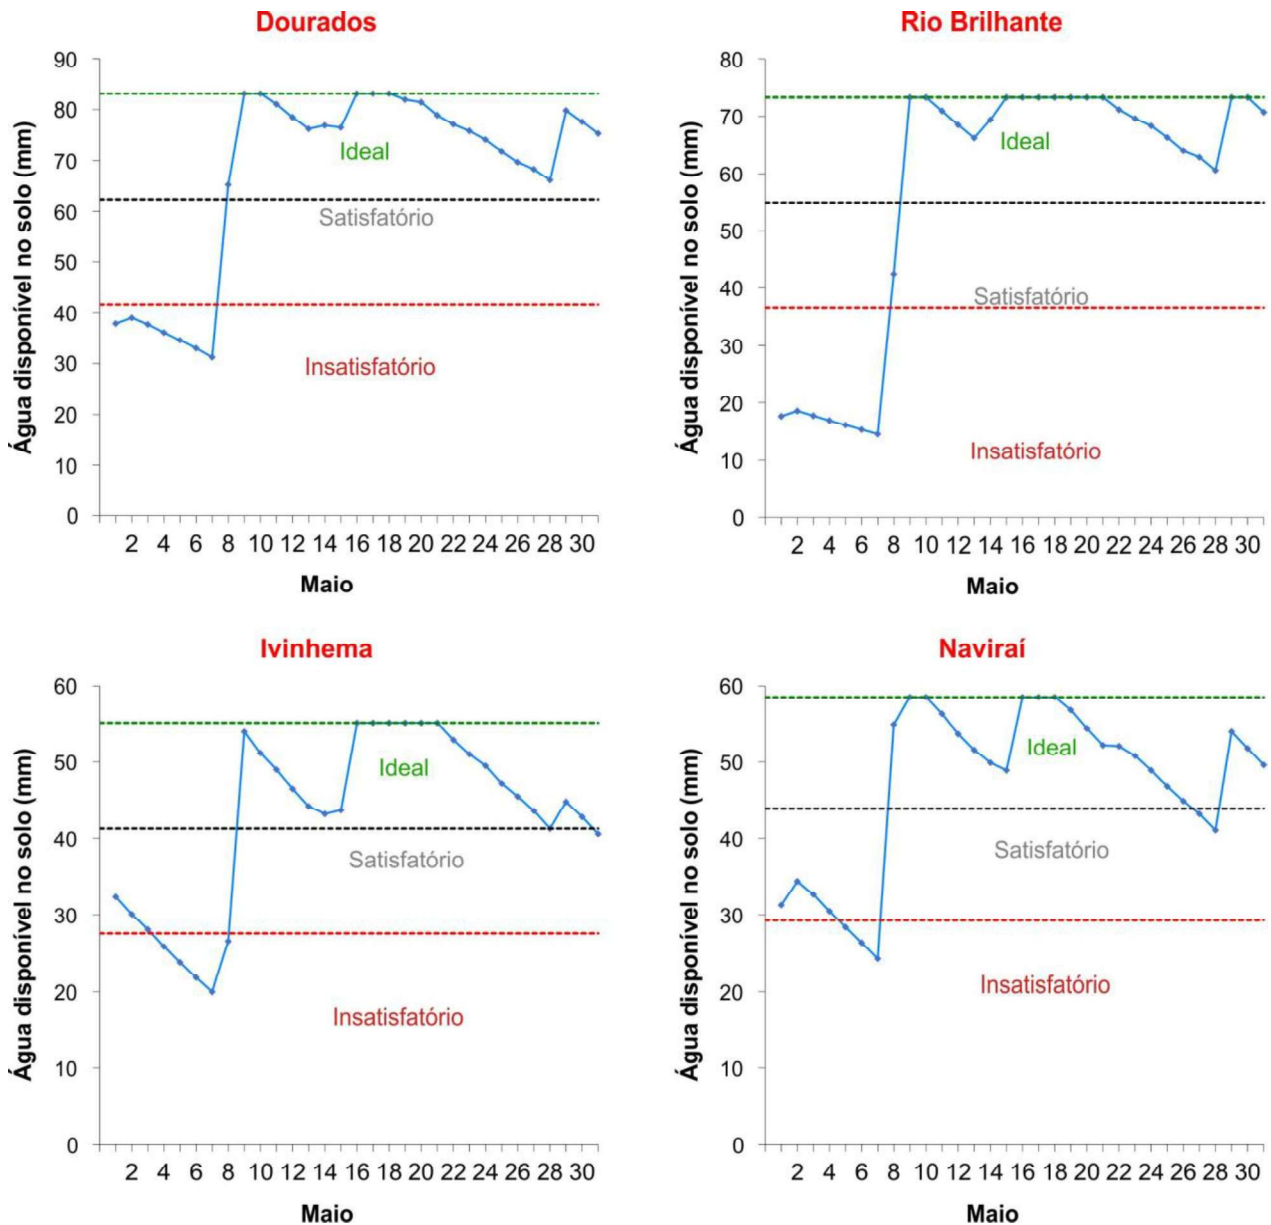 Dourados
Água disponível no solo (mm)
90
80
70
60
50
40
30
20
10
0
Ideal
Satisfatório
Insatisfatório
2 4 6 8 10 12 14 16 18 20 22 24 26 28 30
Maio
Rio Brilhante
Água disponível no solo (mm)
80
70
60
50
40
30
20
10
0
Ideal
Satisfatório
Insatisfatório
2 4 6 8 10 12 14 16 18 20 22 24 26 28 30
Maio
Ivinhema
Água disponível no solo (mm)
60
50
40
30
20
10
0
Ideal
Satisfatório
Insatisfatório
2 4 6 8 10 12 14 16 18 20 22 24 26 28 30
Maio
Naviraí
Água disponível no solo (mm)
60
50
40
30
20
10
0
Ideal
Satisfatório
Insatisfatório
2 4 6 8 10 12 14 16 18 20 22 24 26 28 30
Maio